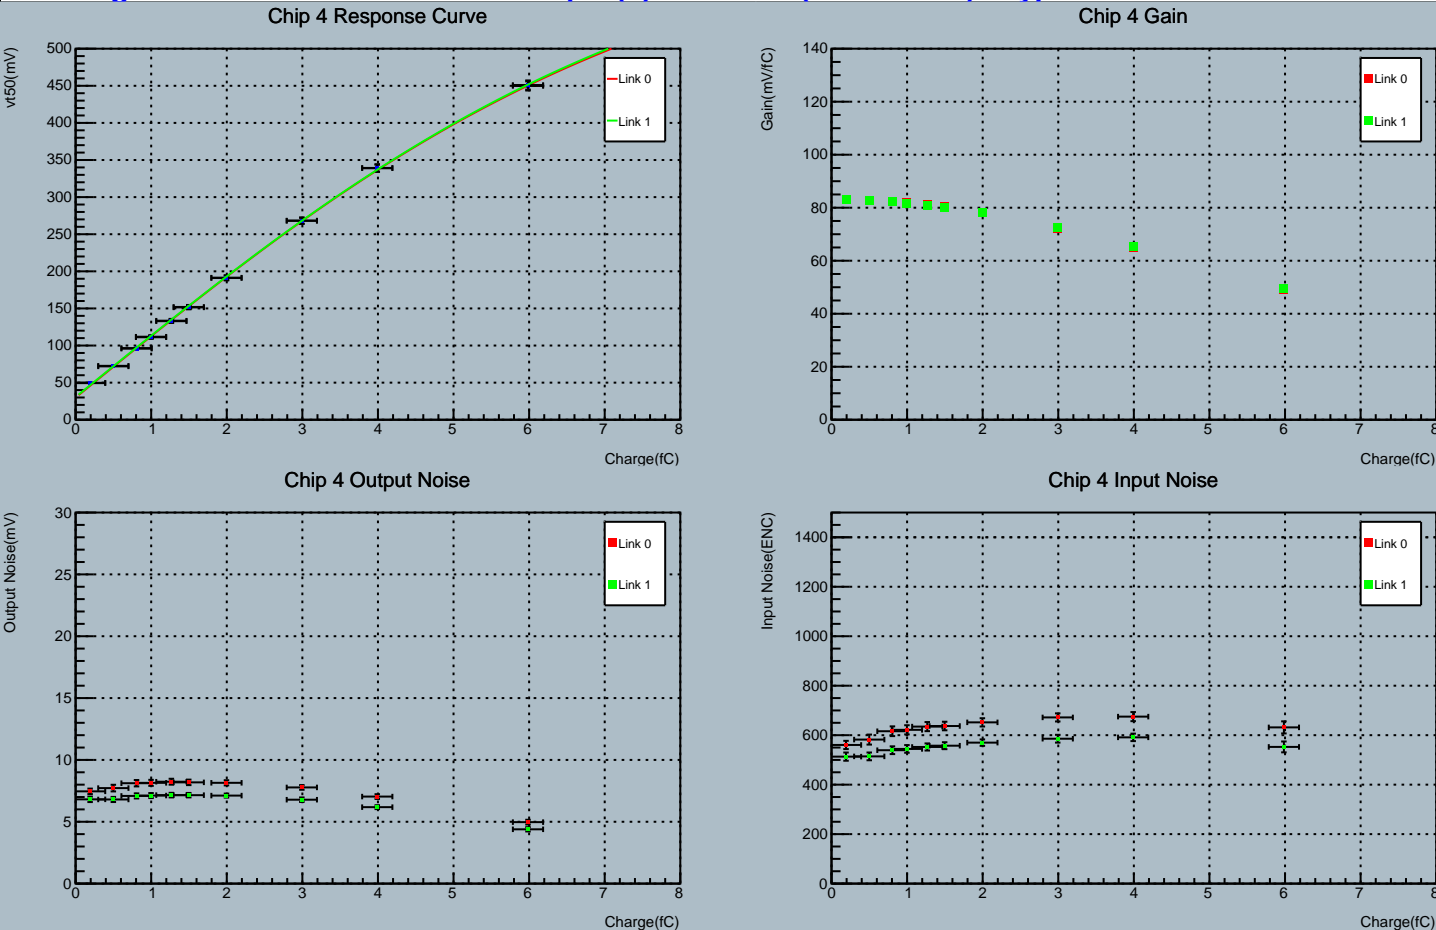 Chip 4 Response Curve
vt50(mV)
500
450
400
350
300
250
200
150
100
50
0
0 1 2 3 4 5 6 7 8
Charge(fC)
Link 0
Link 1
Chip 4 Gain
Gain(mV/fC)
140
120
100
80
60
40
20
0
0 1 2 3 4 5 6 7 8
Charge(fC)
Link 0
Link 1
Chip 4 Output Noise
Output Noise(mV)
30
25
20
15
10
5
0
0 1 2 3 4 5 6 7 8
Charge(fC)
Link 0
Link 1
Chip 4 Input Noise
Input Noise(ENC)
1400
1200
1000
800
600
400
200
0
0 1 2 3 4 5 6 7 8
Charge(fC)
Link 0
Link 1